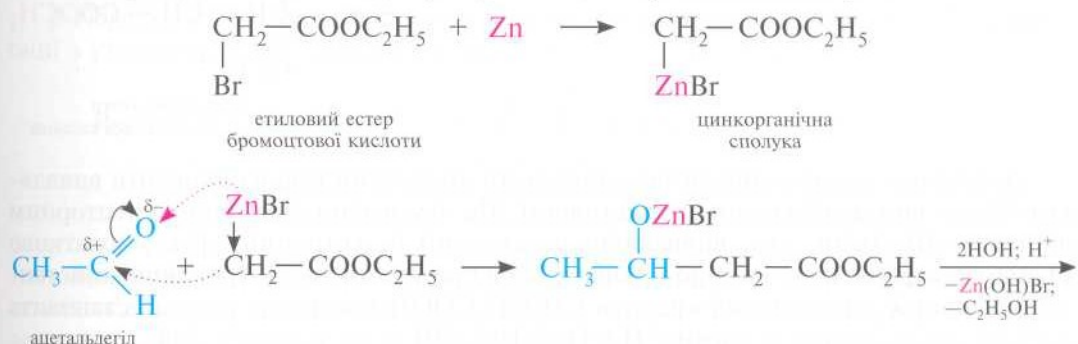 COOCH
CH₂—COOC₂H₅ + Zn → CH₂—COOC₂H₅
Br ZnBr
етиловий естер цинкорганічна
бромоцтової кислоти сполука
δ− ZnBr OZnBr
δ+ O
CH₃—C + CH₂—COOC₂H₅ → CH₃—CH—CH₂—COOC₂H₅ 2HOH; H⁺
H −Zn(OH)Br;
—C₂H₅OH
ацетальдегід